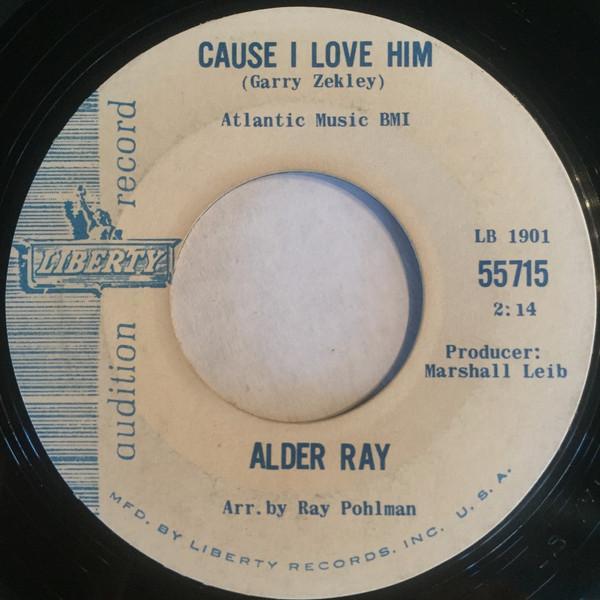 CAUSE I LOVE HIM
(Garry Zekley)
Atlantic Music BMI
audition record
LIBERTY
LB 1901
55715
2:14
Producer:
Marshall Leib
ALDER RAY
Arr. by Ray Pohlman
MFD. BY LIBERTY RECORDS, INC. U.S.A.